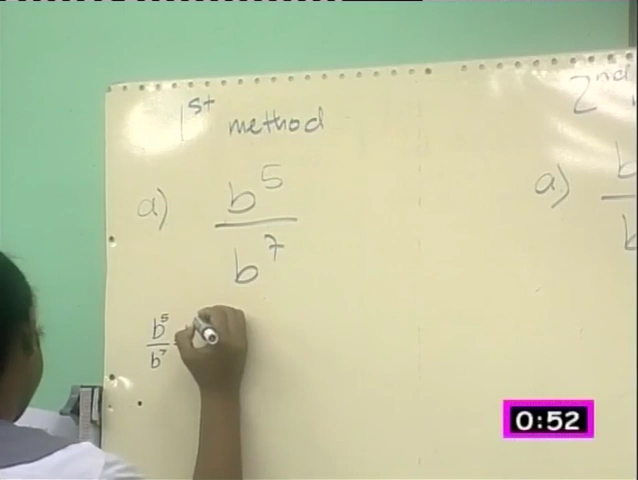 1st method
2nd
a) b⁵
b⁷
a) b
b
b⁵
b⁷ =
0:52